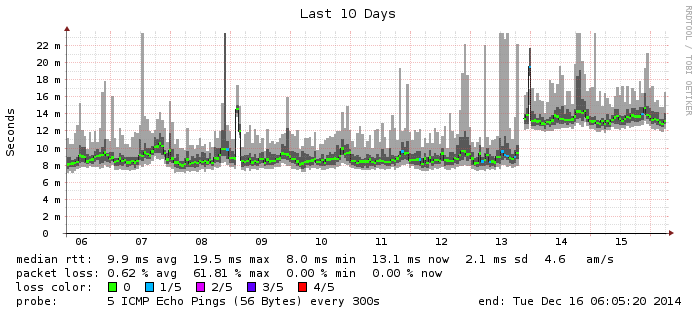 Last 10 Days
RRDTOOL / TOBI OETIKER
Seconds
22 m
20 m
18 m
16 m
14 m
12 m
10 m
8 m
6 m
4 m
2 m
0
06 07 08 09 10 11 12 13 14 15
median rtt: 9.9 ms avg 19.5 ms max 8.0 ms min 13.1 ms now 2.1 ms sd 4.6 am/s
packet loss: 0.62 % avg 61.81 % max 0.00 % min 0.00 % now
loss color: 0 1/5 2/5 3/5 4/5
probe: 5 ICMP Echo Pings (56 Bytes) every 300s end: Tue Dec 16 06:05:20 2014